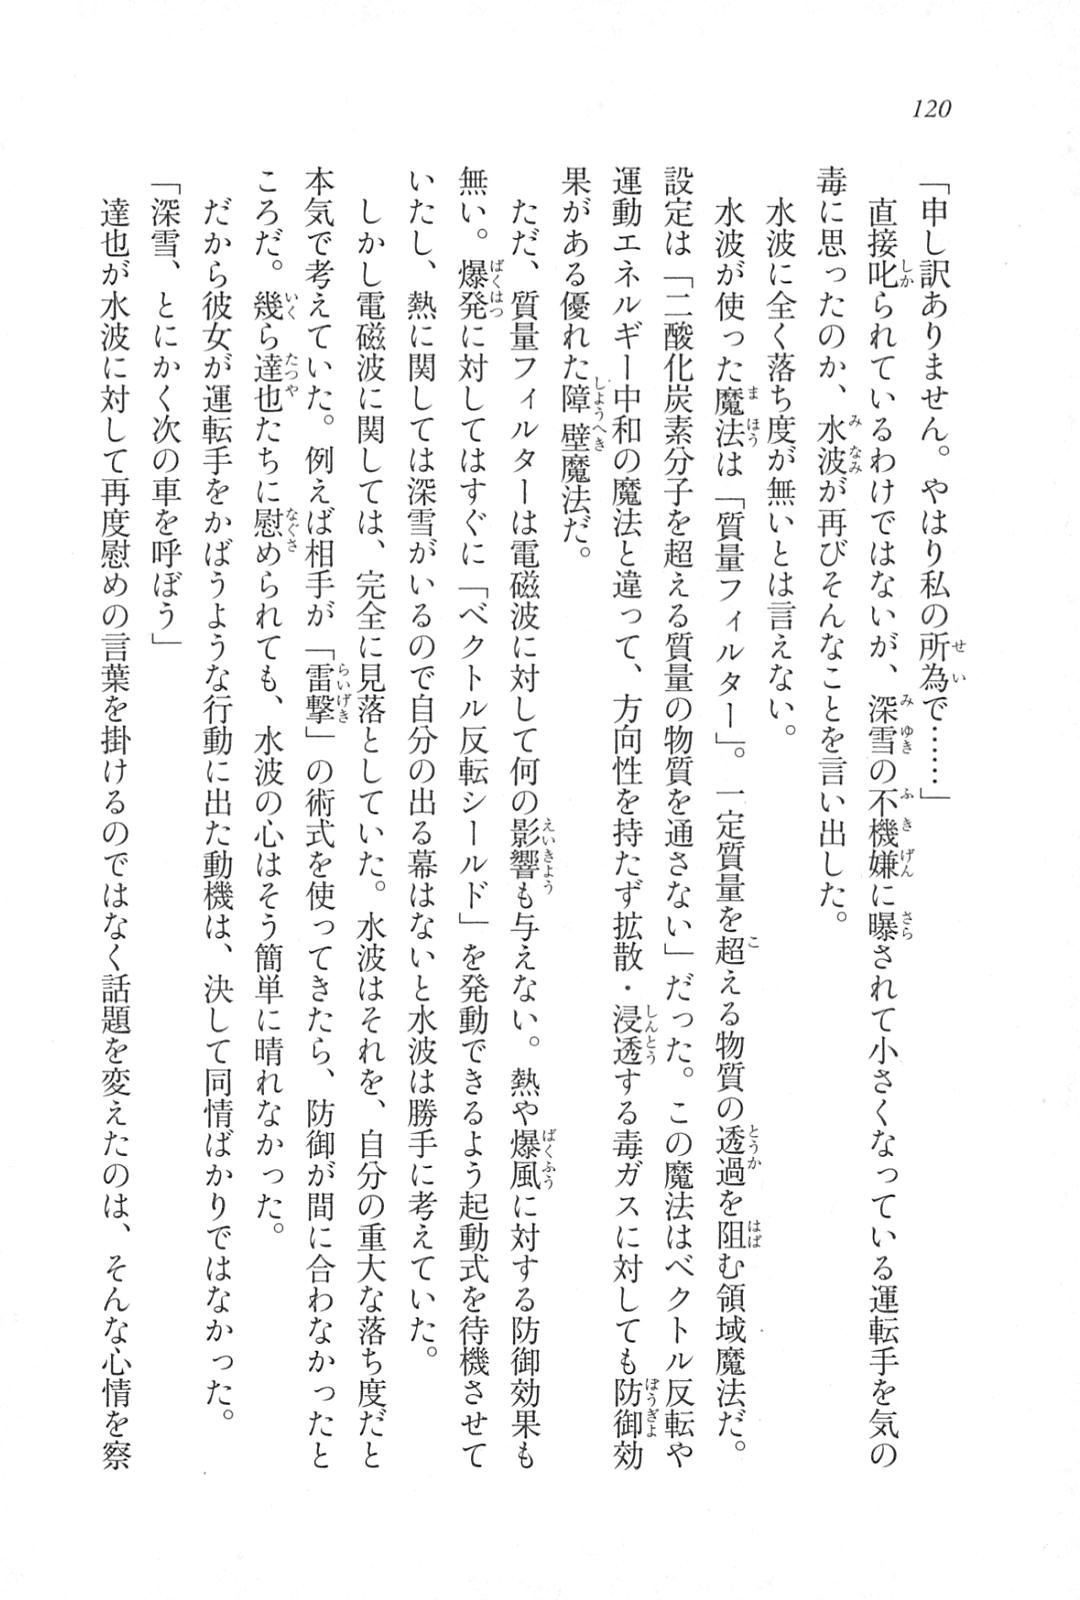 120
「申し訳ありません。やはり私の所為で……」
直接叱られているわけではないが、深雪の不機嫌に曝されて小さくなっている運転手を気の
毒に思ったのか、水波が再びそんなことを言い出した。
水波に全く落ち度が無いとは言えない。
水波が使った魔法は「質量フィルター」。一定質量を超える物質の透過を阻む領域魔法だ。
設定は「二酸化炭素分子を超える質量の物質を通さない」だった。この魔法はベクトル反転や
運動エネルギー中和の魔法と違って、方向性を持たず拡散・浸透する毒ガスに対しても防御効
果がある優れた障壁魔法だ。
ただ、質量フィルターは電磁波に対して何の影響も与えない。熱や爆風に対する防御効果も
無い。爆発に対してはすぐに「ベクトル反転シールド」を発動できるよう起動式を待機させて
いたし、熱に関しては深雪がいるので自分の出る幕はないと水波は勝手に考えていた。
しかし電磁波に関しては、完全に見落としていた。水波はそれを、自分の重大な落ち度だと
本気で考えていた。例えば相手が「雷撃」の術式を使ってきたら、防御が間に合わなかったと
ころだ。幾ら達也たちに慰められても、水波の心はそう簡単に晴れなかった。
だから彼女が運転手をかばうような行動に出た動機は、決して同情ばかりではなかった。
「深雪、とにかく次の車を呼ぼう」
達也が水波に対して再度慰めの言葉を掛けるのではなく話題を変えたのは、そんな心情を察